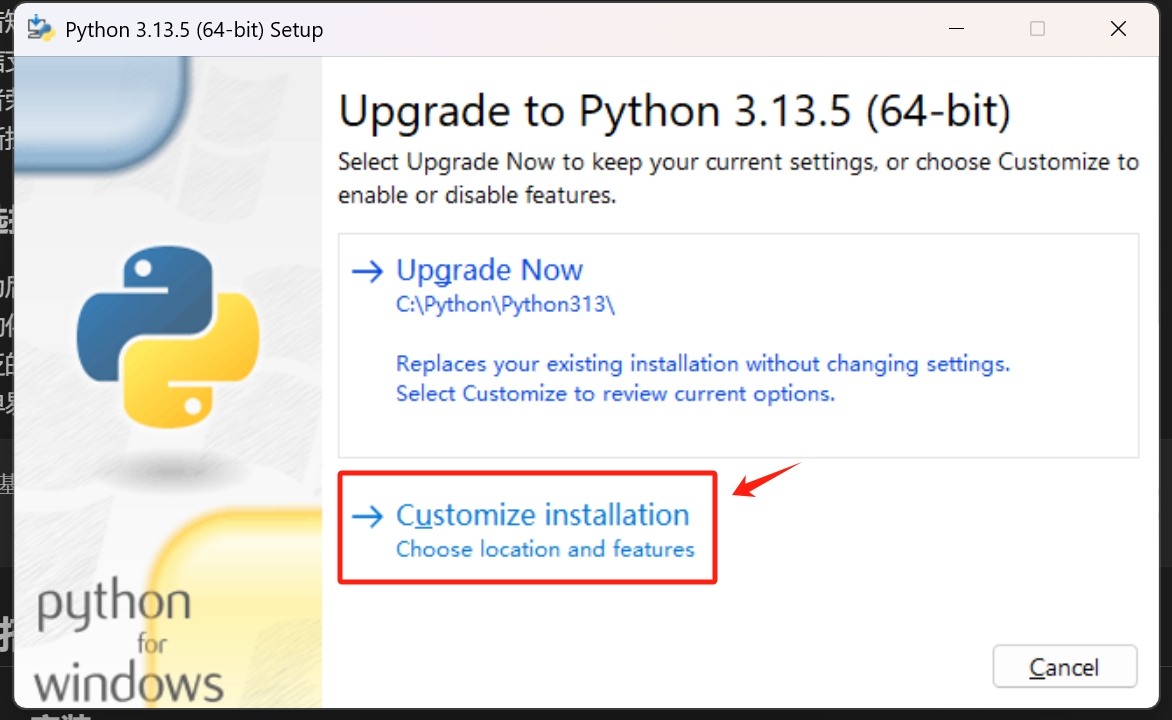 Python 3.13.5 (64-bit) Setup
Upgrade to Python 3.13.5 (64-bit)
Select Upgrade Now to keep your current settings, or choose Customize to
enable or disable features.
Upgrade Now
C:\Python\Python313\
Replaces your existing installation without changing settings.
Select Customize to review current options.
Customize installation
Choose location and features
python
for
windows
Cancel